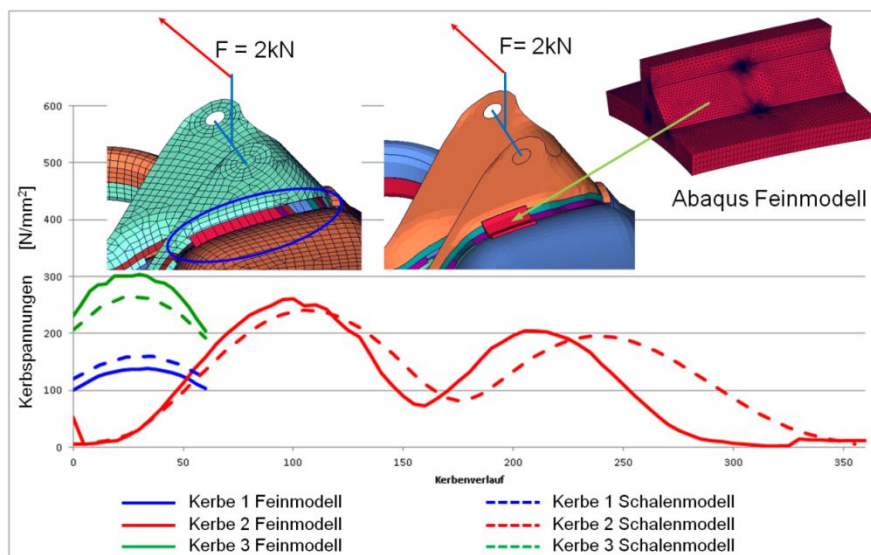 F = 2kN
F= 2kN
Abaqus Feinmodell
Kerbspannungen [N/mm²]
600
500
400
300
200
100
0
0 50 100 150 200 250 300 350
Kerbenverlauf
Kerbe 1 Feinmodell
Kerbe 2 Feinmodell
Kerbe 3 Feinmodell
Kerbe 1 Schalenmodell
Kerbe 2 Schalenmodell
Kerbe 3 Schalenmodell